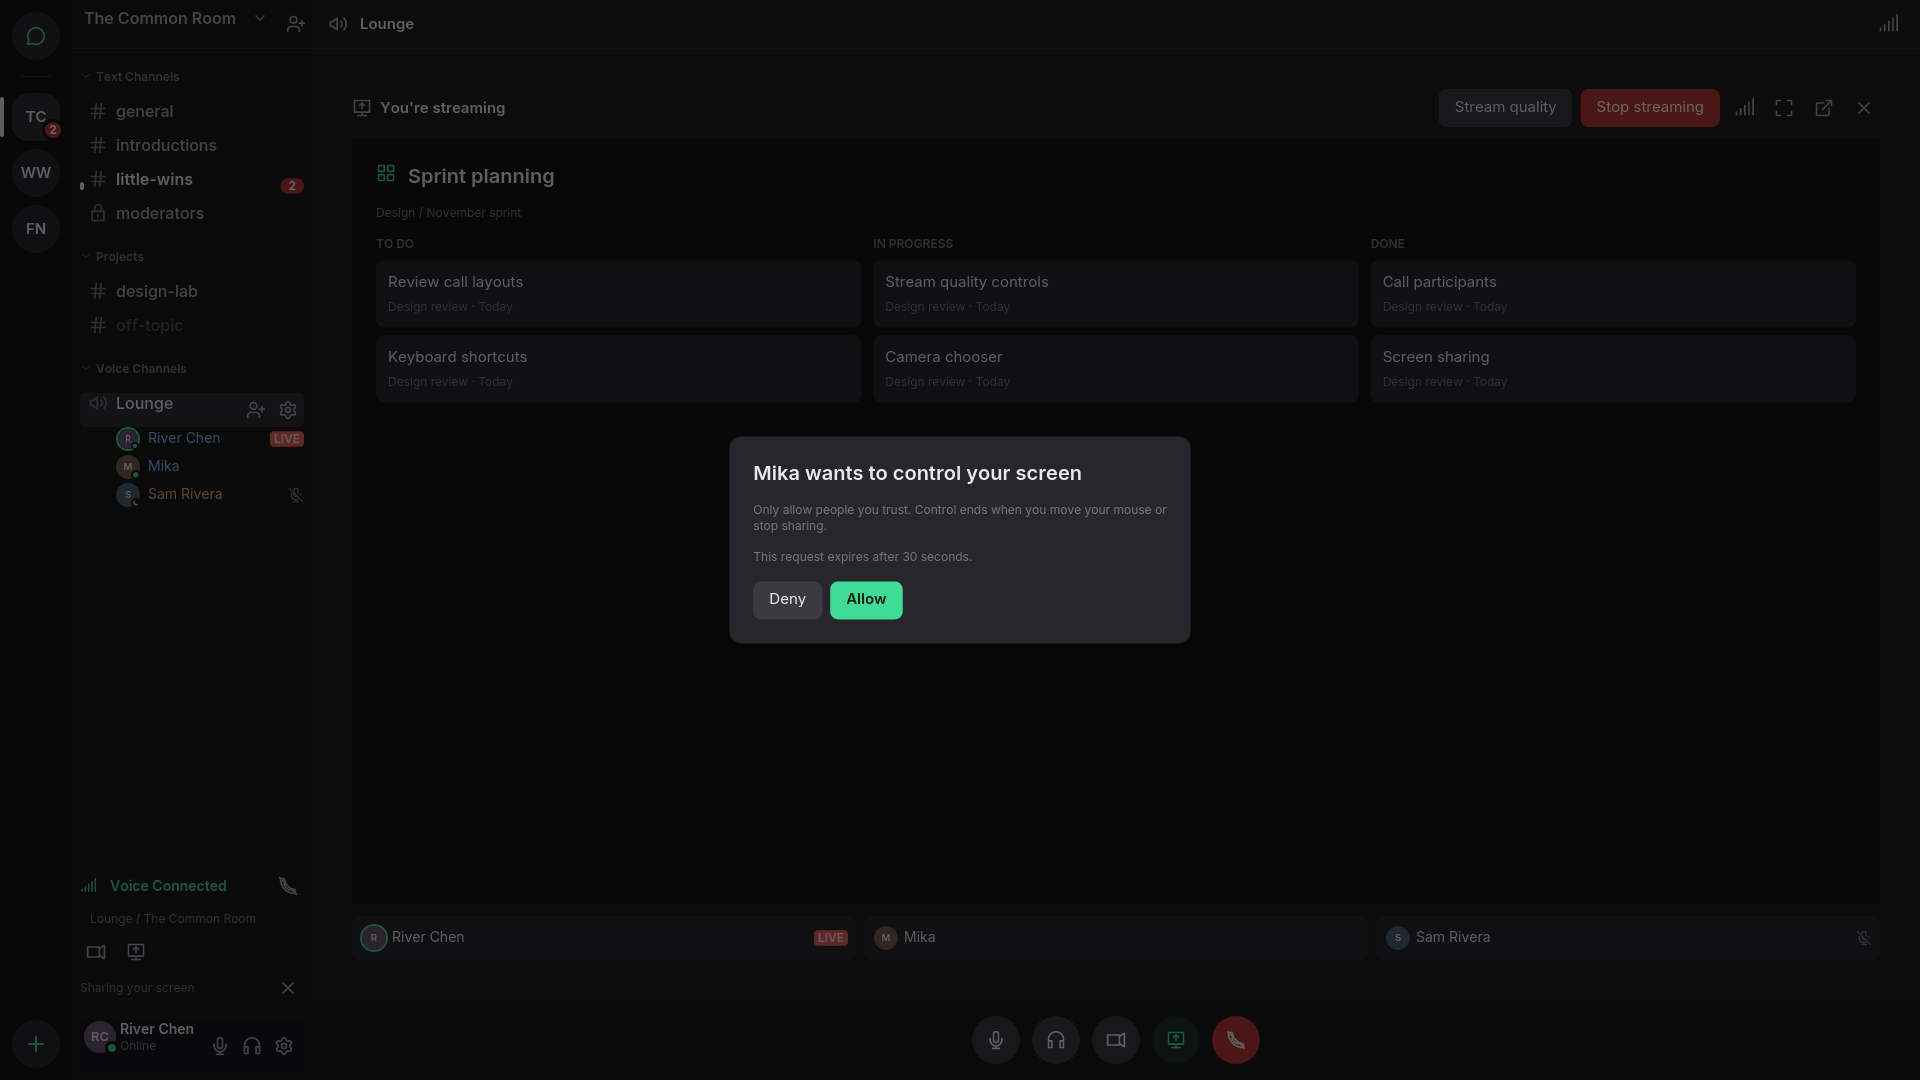 The Common Room
Lounge
TC
2
WW
FN
Text Channels
general
introductions
little-wins
2
moderators
Projects
design-lab
off-topic
Voice Channels
Lounge
R
River Chen
LIVE
M
Mika
S
Sam Rivera
Voice Connected
Lounge / The Common Room
Sharing your screen
RC
River Chen
Online
You're streaming
Stream quality
Stop streaming
Sprint planning
Design / November sprint
TO DO
IN PROGRESS
DONE
Review call layouts
Design review · Today
Stream quality controls
Design review · Today
Call participants
Design review · Today
Keyboard shortcuts
Design review · Today
Camera chooser
Design review · Today
Screen sharing
Design review · Today
Mika wants to control your screen
Only allow people you trust. Control ends when you move your mouse or
stop sharing.
This request expires after 30 seconds.
Deny
Allow
R
River Chen
LIVE
M
Mika
S
Sam Rivera